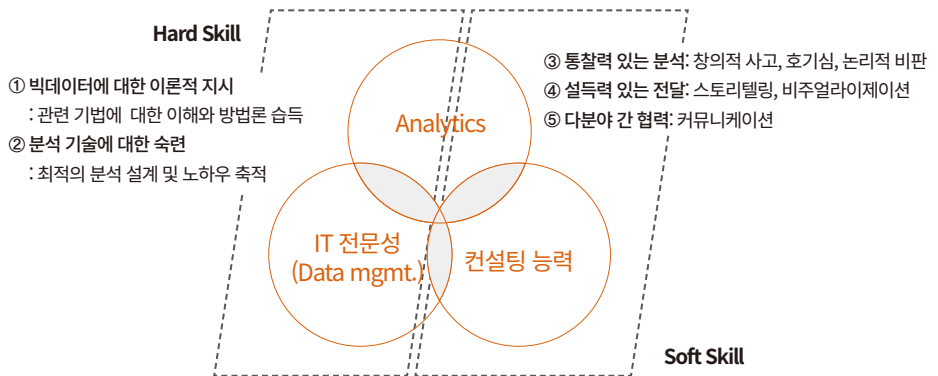 Hard Skill
① 빅데이터에 대한 이론적 지시
: 관련 기법에 대한 이해와 방법론 습득
② 분석 기술에 대한 숙련
: 최적의 분석 설계 및 노하우 축적
③ 통찰력 있는 분석: 창의적 사고, 호기심, 논리적 비판
④ 설득력 있는 전달: 스토리텔링, 비주얼라이제이션
⑤ 다분야 간 협력: 커뮤니케이션
Analytics
IT 전문성
(Data mgmt.)
컨설팅 능력
Soft Skill